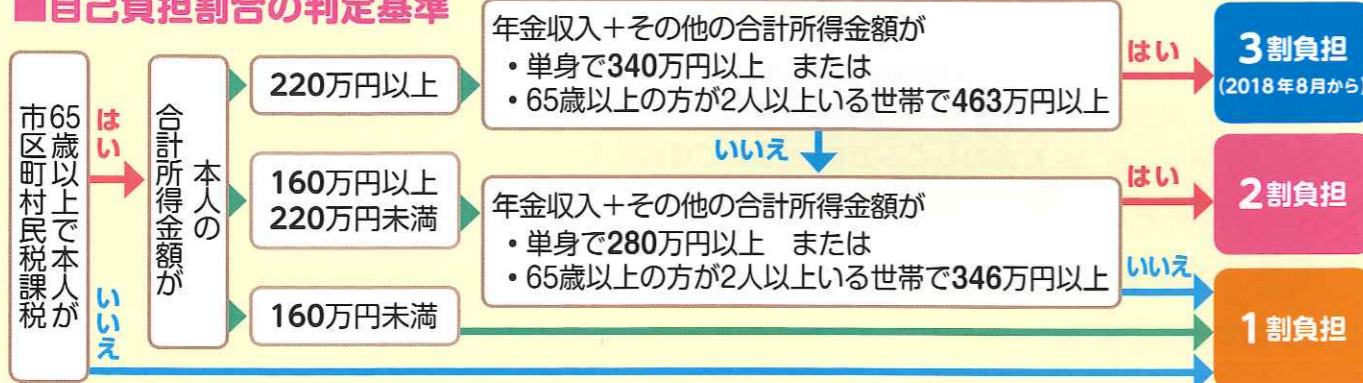 ■自己負担割合の判定基準
65歳以上で本人が
市区町村民税課税
はい
いいえ
本人の
合計所得金額が
220万円以上
160万円以上
220万円未満
160万円未満
年金収入+その他の合計所得金額が
・単身で340万円以上 または
・65歳以上の方が2人以上いる世帯で463万円以上
はい
いいえ
年金収入+その他の合計所得金額が
・単身で280万円以上 または
・65歳以上の方が2人以上いる世帯で346万円以上
はい
いいえ
3割負担
(2018年8月から)
2割負担
1割負担